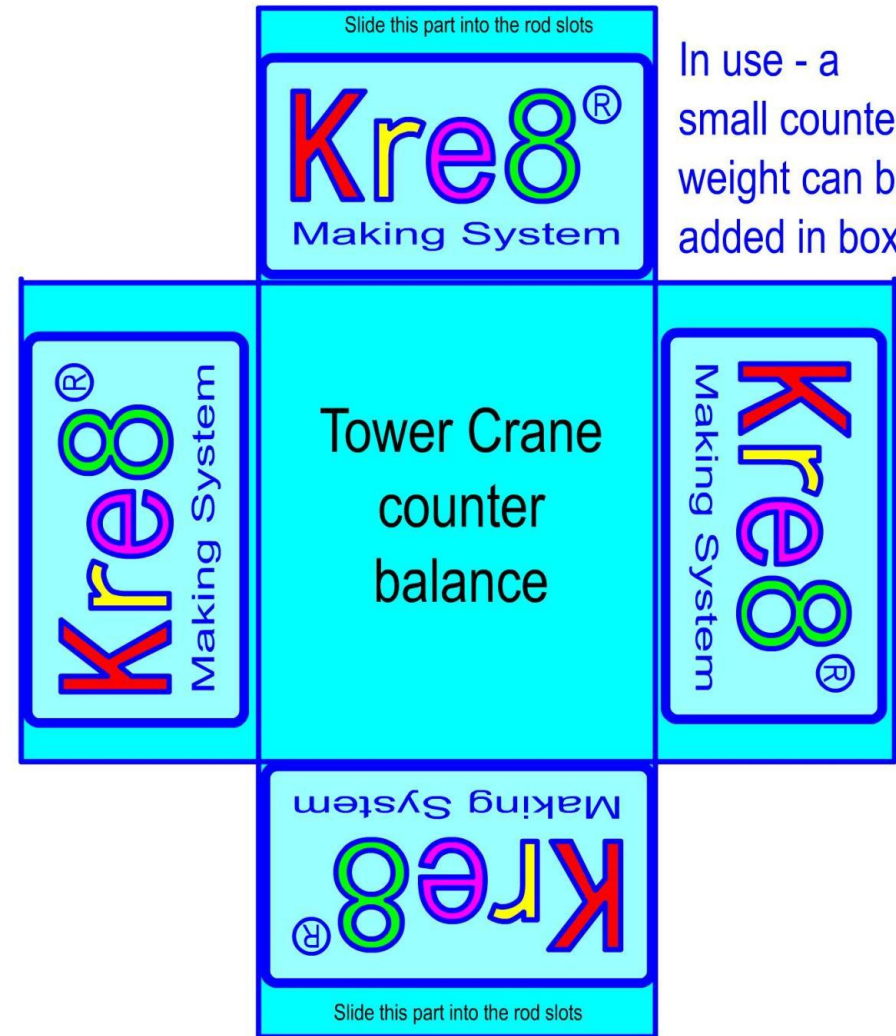 Slide this part into the rod slots
Kre8®
Making System
In use - a
small counte
weight can b
added in box
Kre8®
Making System
Tower Crane
counter
balance
Kre8®
Making System
Kre8®
Making System
Slide this part into the rod slots